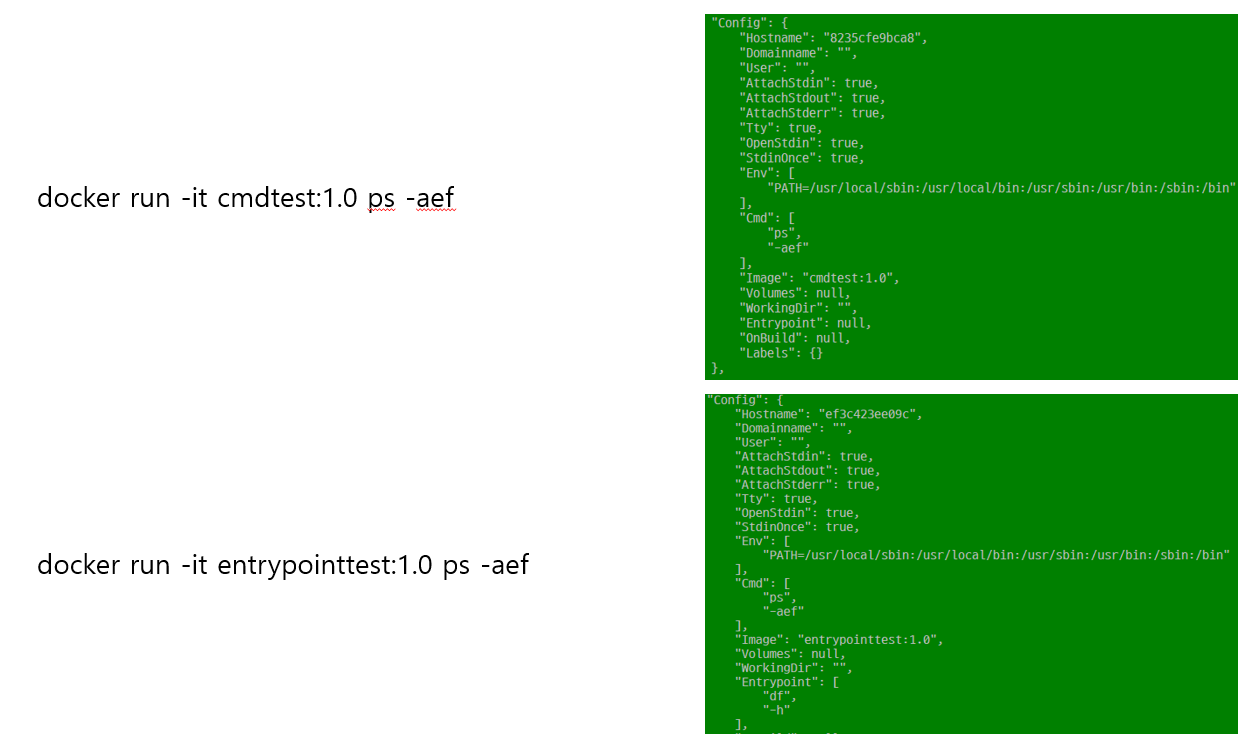 docker run -it cmdtest:1.0 ps -aef
"Config": {
"Hostname": "8235cfe9bca8",
"Domainname": "",
"User": "",
"AttachStdin": true,
"AttachStdout": true,
"AttachStderr": true,
"Tty": true,
"OpenStdin": true,
"StdinOnce": true,
"Env": [
"PATH=/usr/local/sbin:/usr/local/bin:/usr/sbin:/usr/bin:/sbin:/bin"
],
"Cmd": [
"ps",
"-aef"
],
"Image": "cmdtest:1.0",
"Volumes": null,
"WorkingDir": "",
"Entrypoint": null,
"OnBuild": null,
"Labels": {}
},
docker run -it entrypointtest:1.0 ps -aef
"Config": {
"Hostname": "ef3c423ee09c",
"Domainname": "",
"User": "",
"AttachStdin": true,
"AttachStdout": true,
"AttachStderr": true,
"Tty": true,
"OpenStdin": true,
"StdinOnce": true,
"Env": [
"PATH=/usr/local/sbin:/usr/local/bin:/usr/sbin:/usr/bin:/sbin:/bin"
],
"Cmd": [
"ps",
"-aef"
],
"Image": "entrypointtest:1.0",
"Volumes": null,
"WorkingDir": "",
"Entrypoint": [
"df",
"-h"
],